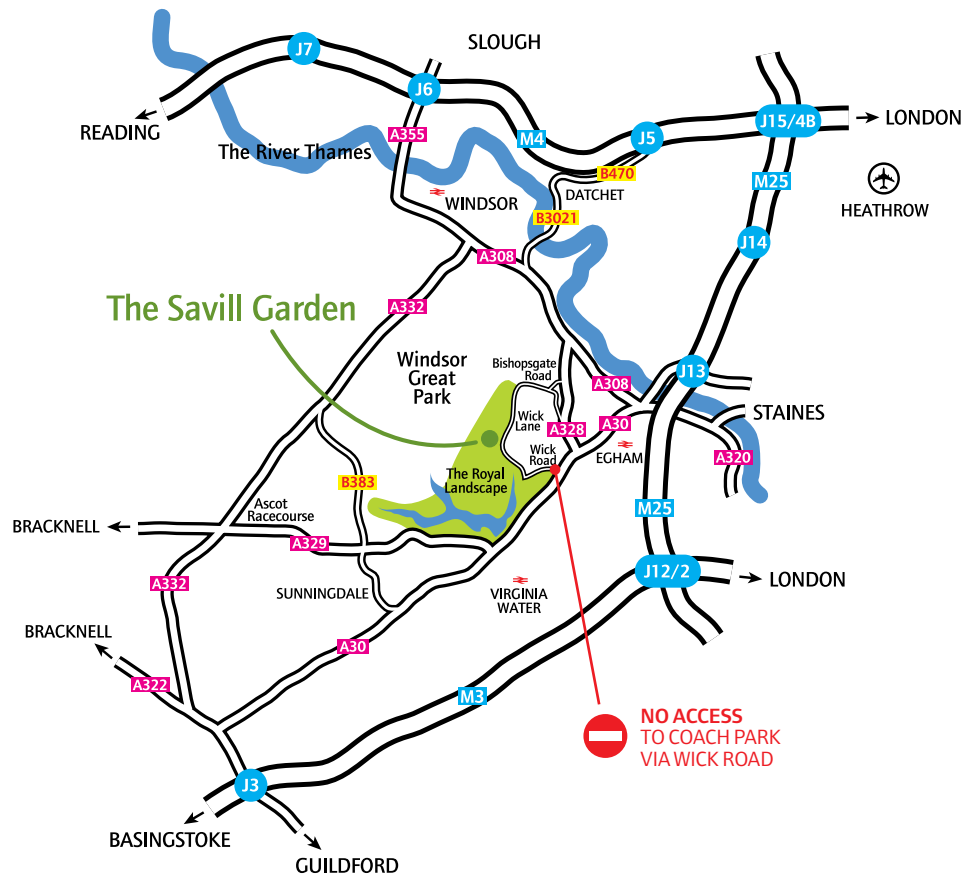 SLOUGH
J7
J6
J5
J15/4B
LONDON
READING
A355
M4
The River Thames
B470
DATCHET
M25
HEATHROW
WINDSOR
B3021
J14
A308
The Savill Garden
A332
Windsor
Great
Park
Bishopsgate
Road
J13
A308
STAINES
Wick
Lane
A328
A30
EGHAM
A320
Wick
Road
The Royal
Landscape
B383
Ascot
Racecourse
M25
BRACKNELL
A329
J12/2
LONDON
A332
SUNNINGDALE
VIRGINIA
WATER
BRACKNELL
A30
A322
M3
NO ACCESS
TO COACH PARK
VIA WICK ROAD
J3
BASINGSTOKE
GUILDFORD